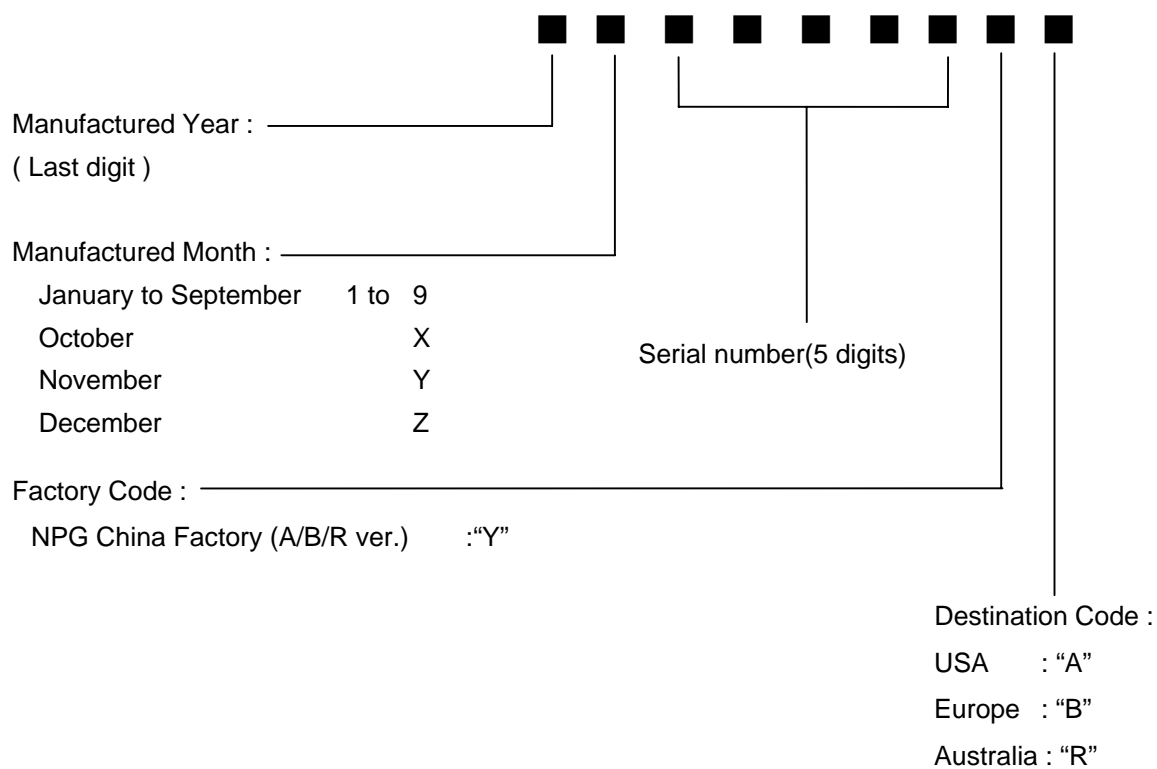 Manufactured Year :
( Last digit )
Manufactured Month :
January to September 1 to 9
October X
Serial number(5 digits)
November Y
December Z
Factory Code :
NPG China Factory (A/B/R ver.) :“Y”
Destination Code :
USA : “A”
Europe : “B”
Australia : “R”